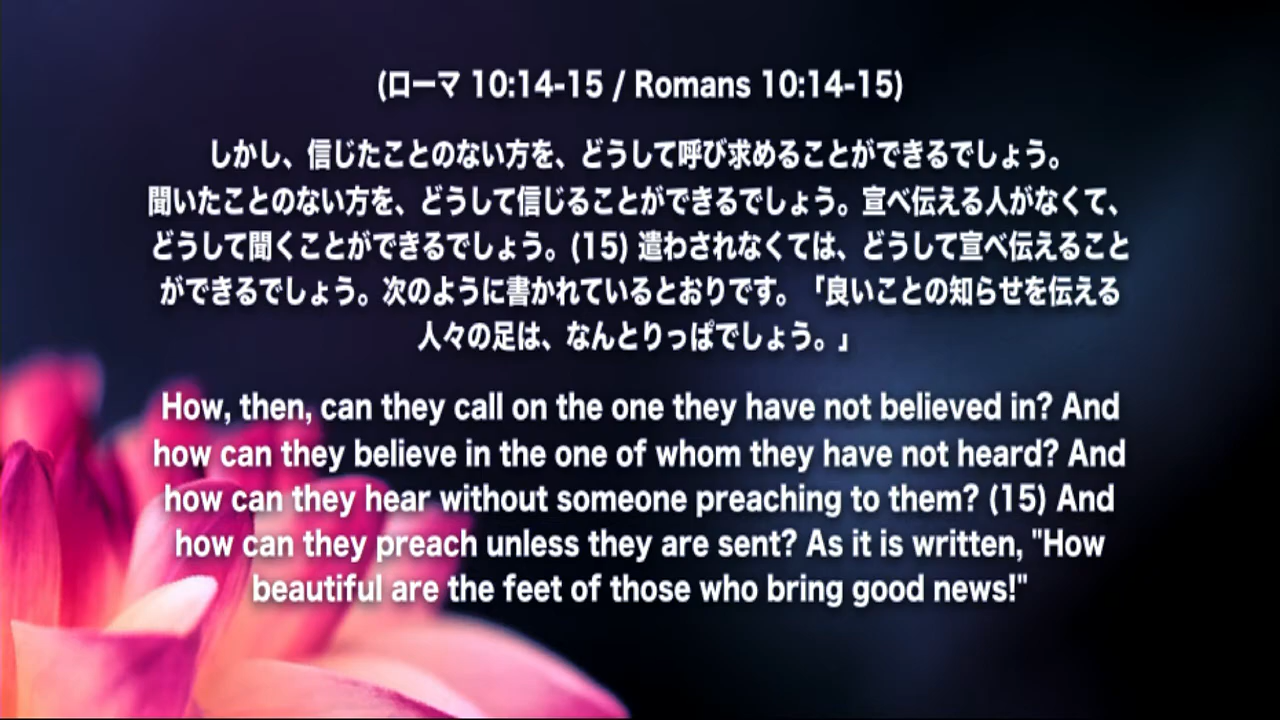 (ローマ 10:14-15 / Romans 10:14-15)
しかし、信じたことのない方を、どうして呼び求めることができるでしょう。
聞いたことのない方を、どうして信じることができるでしょう。宣べ伝える人がなくて、
どうして聞くことができるでしょう。(15) 遣わされなくては、どうして宣べ伝えること
ができるでしょう。次のように書かれているとおりです。「良いことの知らせを伝える
人々の足は、なんとりっぱでしょう。」
How, then, can they call on the one they have not believed in? And
how can they believe in the one of whom they have not heard? And
how can they hear without someone preaching to them? (15) And
how can they preach unless they are sent? As it is written, "How
beautiful are the feet of those who bring good news!"